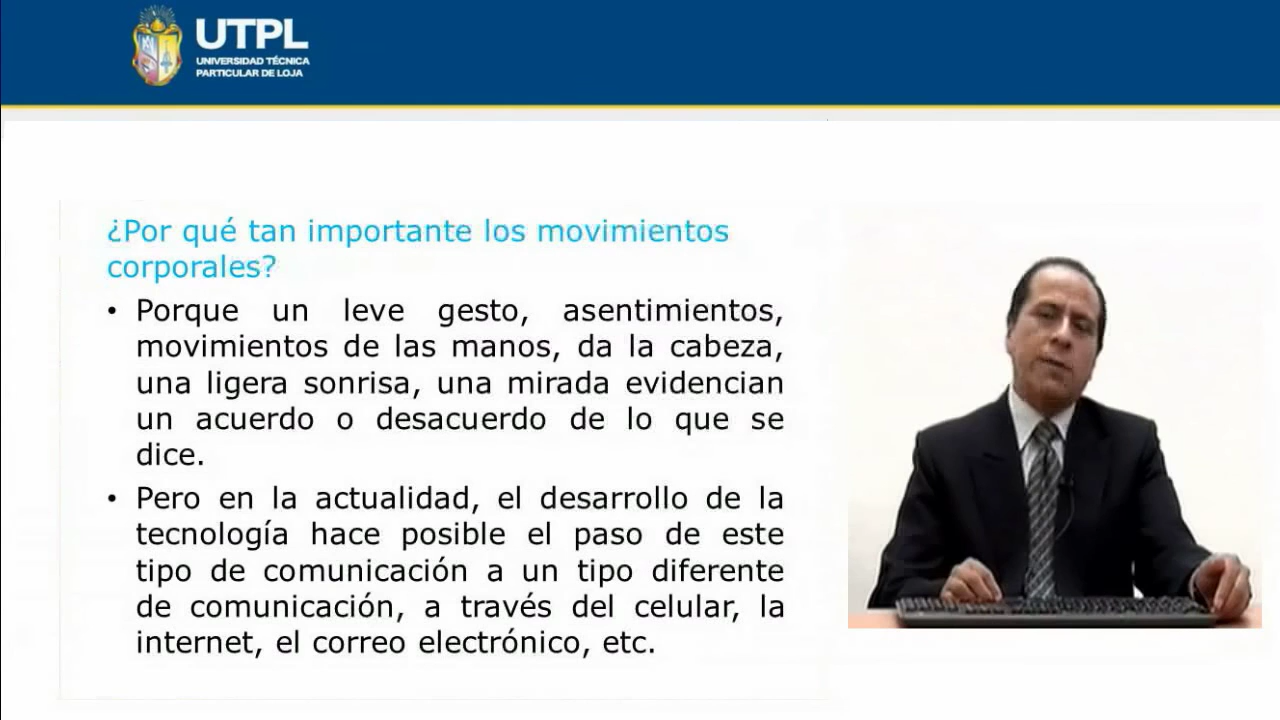 UTPL
UNIVERSIDAD TÉCNICA
PARTICULAR DE LOJA
¿Por qué tan importante los movimientos
corporales?
• Porque un leve gesto, asentimientos,
movimientos de las manos, da la cabeza,
una ligera sonrisa, una mirada evidencian
un acuerdo o desacuerdo de lo que se
dice.
• Pero en la actualidad, el desarrollo de la
tecnología hace posible el paso de este
tipo de comunicación a un tipo diferente
de comunicación, a través del celular, la
internet, el correo electrónico, etc.